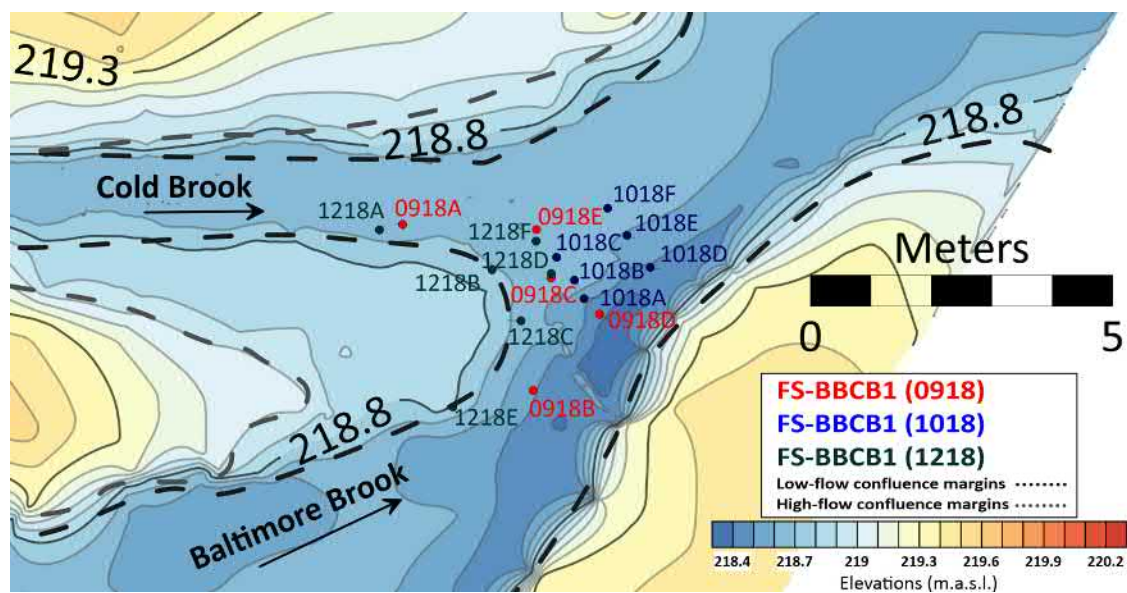 219.3
218.8
218.8
Cold Brook
1218A
0918A
1018F
0918E
1018E
1218F
1018C
1218D
1018D
1218B
1018B
0918C
1018A
0918D
1218C
0918B
1218E
218.8
Baltimore Brook
Meters
0 5
FS-BBCB1 (0918)
FS-BBCB1 (1018)
FS-BBCB1 (1218)
Low-flow confluence margins
High-flow confluence margins
218.4 218.7 219 219.3 219.6 219.9 220.2
Elevations (m.a.s.l.)